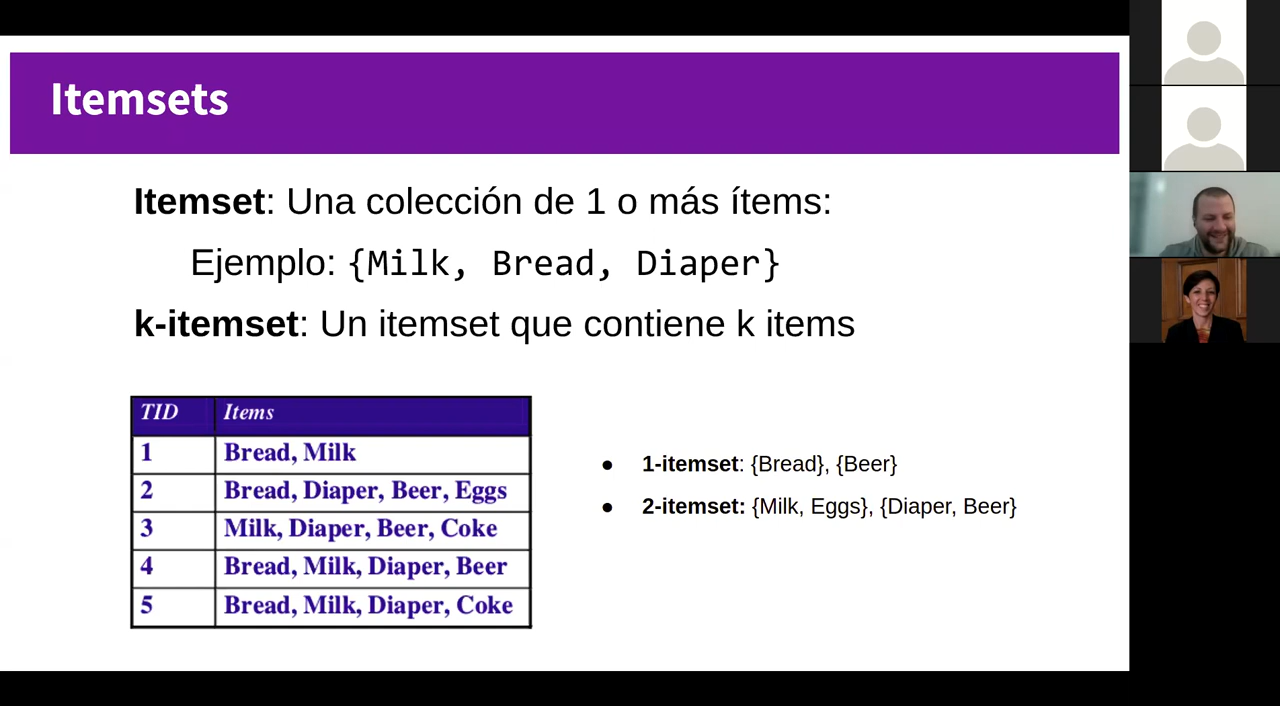 Itemsets
Itemset: Una colección de 1 o más ítems:
Ejemplo: {Milk, Bread, Diaper}
k-itemset: Un itemset que contiene k items
TID Items
1 Bread, Milk
2 Bread, Diaper, Beer, Eggs
3 Milk, Diaper, Beer, Coke
4 Bread, Milk, Diaper, Beer
5 Bread, Milk, Diaper, Coke
● 1-itemset: {Bread}, {Beer}
● 2-itemset: {Milk, Eggs}, {Diaper, Beer}